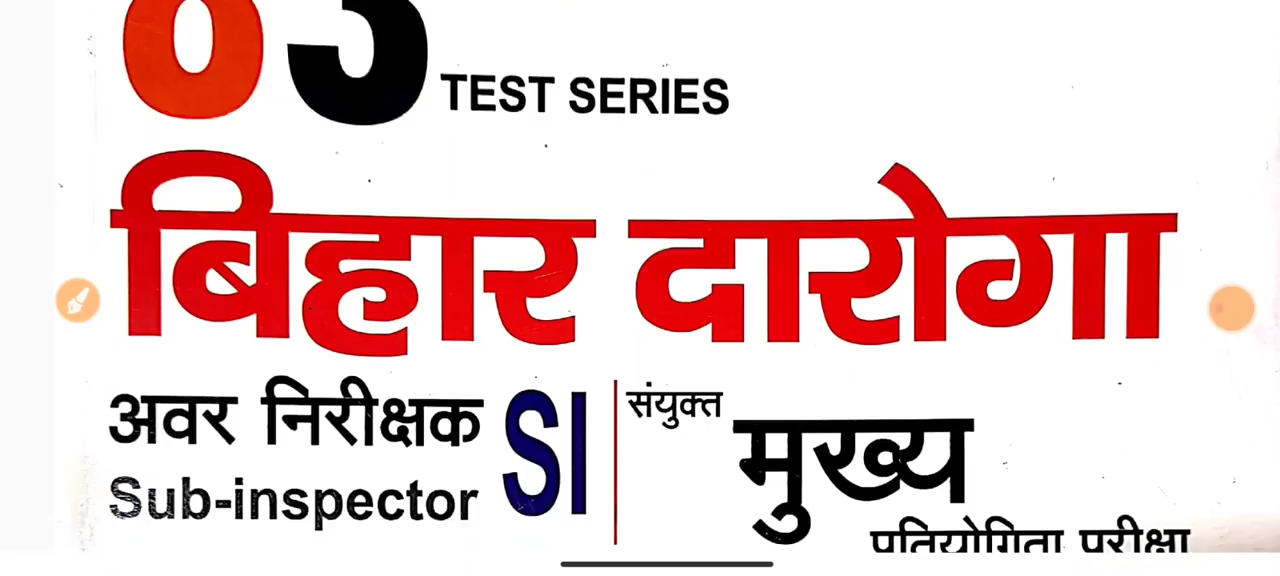 TEST SERIES
बिहार दारोगा
अवर निरीक्षक SI संयुक्त मुख्य
Sub-inspector
प्रतियोगिता परीक्षा